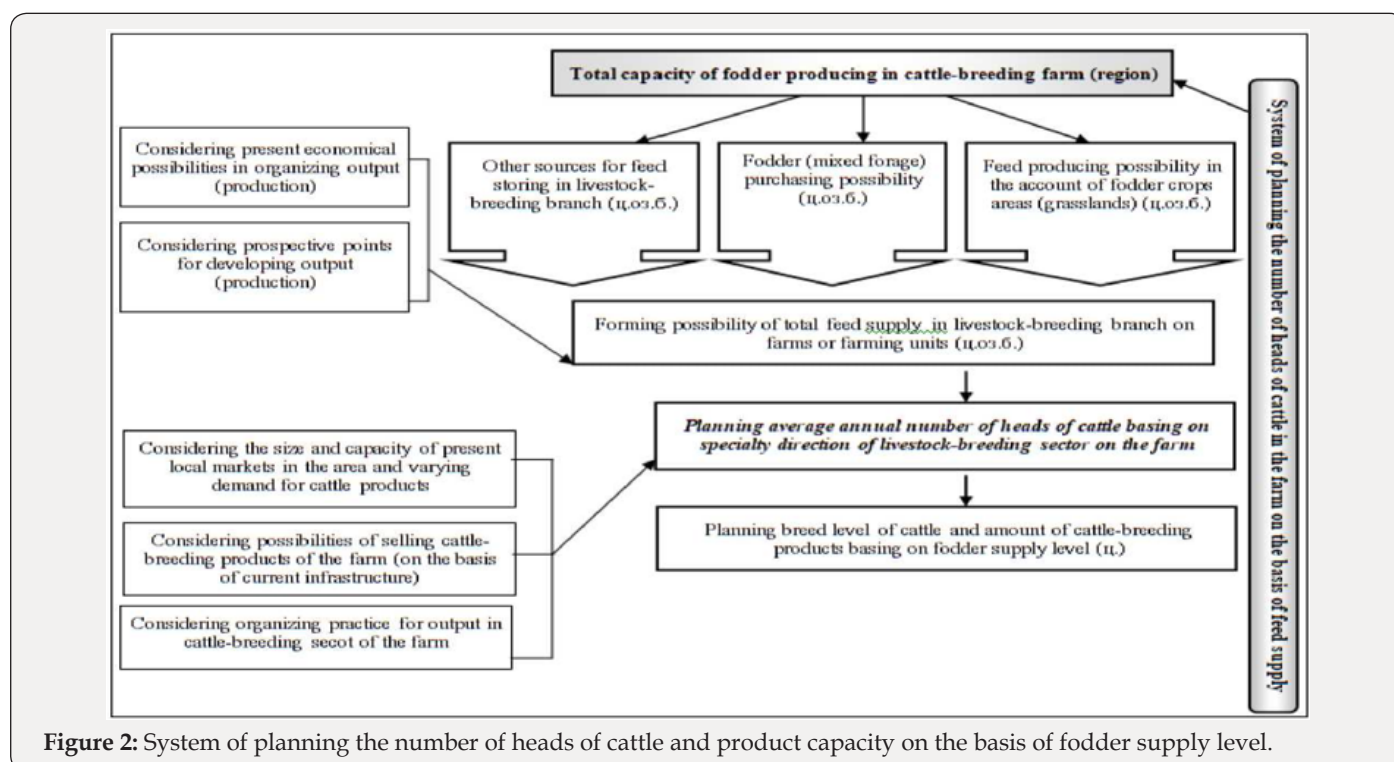 Total capacity of fodder producing in cattle-breeding farm (region)
Considering present economical
possibilities in organizing output
(production)
Considering prospective points
for developing output
(production)
Other sources for feed
storing in livestock-
breeding branch (ц.оз.б.)
Fodder (mixed forage)
purchasing possibility
(ц.оз.б.)
Feed producing possibility in
the account of fodder crops
areas (grasslands) (ц.оз.б.)
Forming possibility of total feed supply in livestock-breeding branch on
farms or farming units (ц.оз.б.)
Considering the size and capacity of present
local markets in the area and varying
demand for cattle products
Considering possibilities of selling cattle-
breeding products of the farm (on the basis
of current infrastructure)
Considering organizing practice for output in
cattle-breeding secot of the farm
Planning average annual number of heads of cattle basing on
specialty direction of livestock-breeding sector on the farm
Planning breed level of cattle and amount of cattle-breeding
products basing on fodder supply level (ц.)
System of planning the number of heads of cattle in the farm on the basis of feed supply
Figure 2: System of planning the number of heads of cattle and product capacity on the basis of fodder supply level.